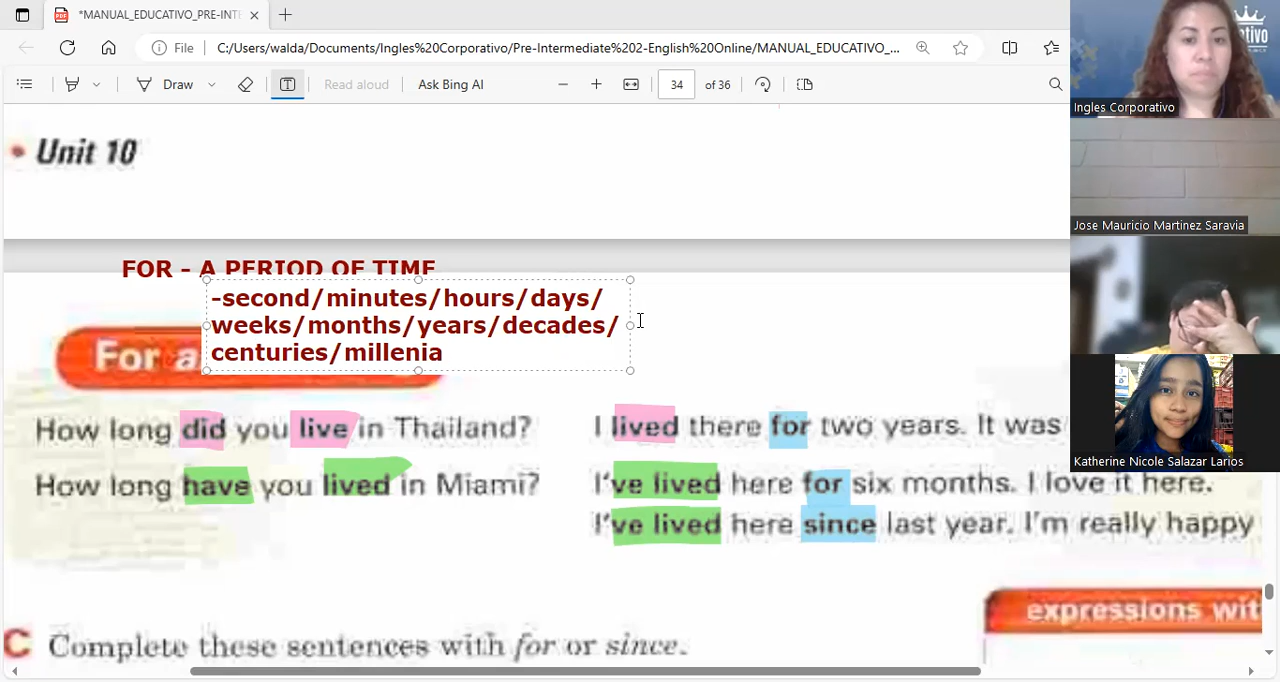 *MANUAL_EDUCATIVO_PRE-INTE
File
C:/Users/walda/Documents/Ingles%20Corporativo/Pre-Intermediate%202-English%20Online/MANUAL_EDUCATIVO_...
Draw
Read aloud
Ask Bing AI
34
of 36
tivo
Ingles Corporativo
Jose Mauricio Martinez Saravia
Katherine Nicole Salazar Larios
• Unit 10
FOR - A PERIOD OF TIME
-second/minutes/hours/days/
weeks/months/years/decades/
centuries/millenia
For a
How long did you live in Thailand?
I lived there for two years. It was
How long have you lived in Miami?
I've lived here for six months. I love it here.
I've lived here since last year. I'm really happy
expressions wit
C Complete these sentences with for or since.